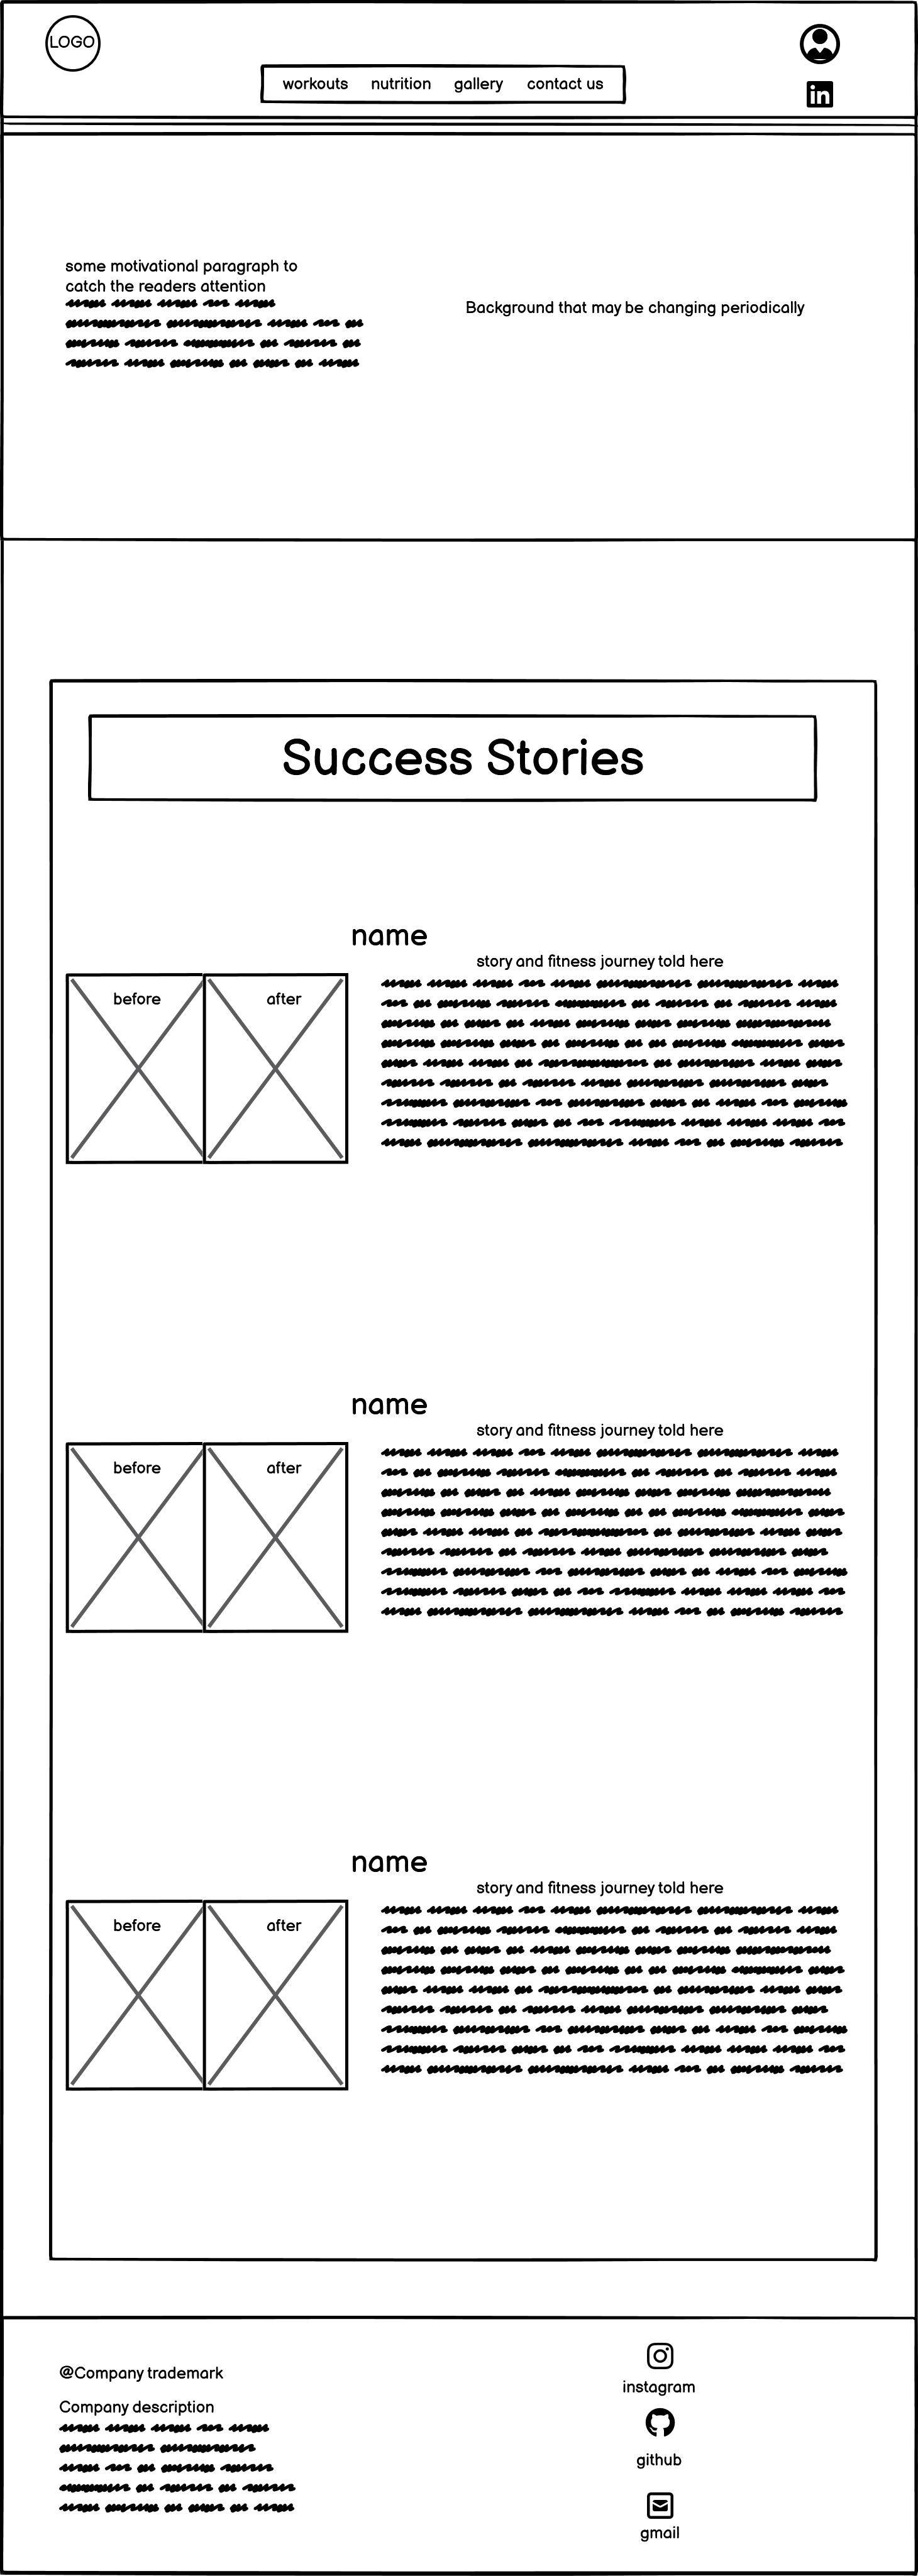 LOGO
workouts nutrition gallery contact us
in
some motivational paragraph to
catch the readers attention
Background that may be changing periodically
Success Stories
name
story and fitness journey told here
before after
name
story and fitness journey told here
before after
name
story and fitness journey told here
before after
@Company trademark
Company description
instagram
github
gmail